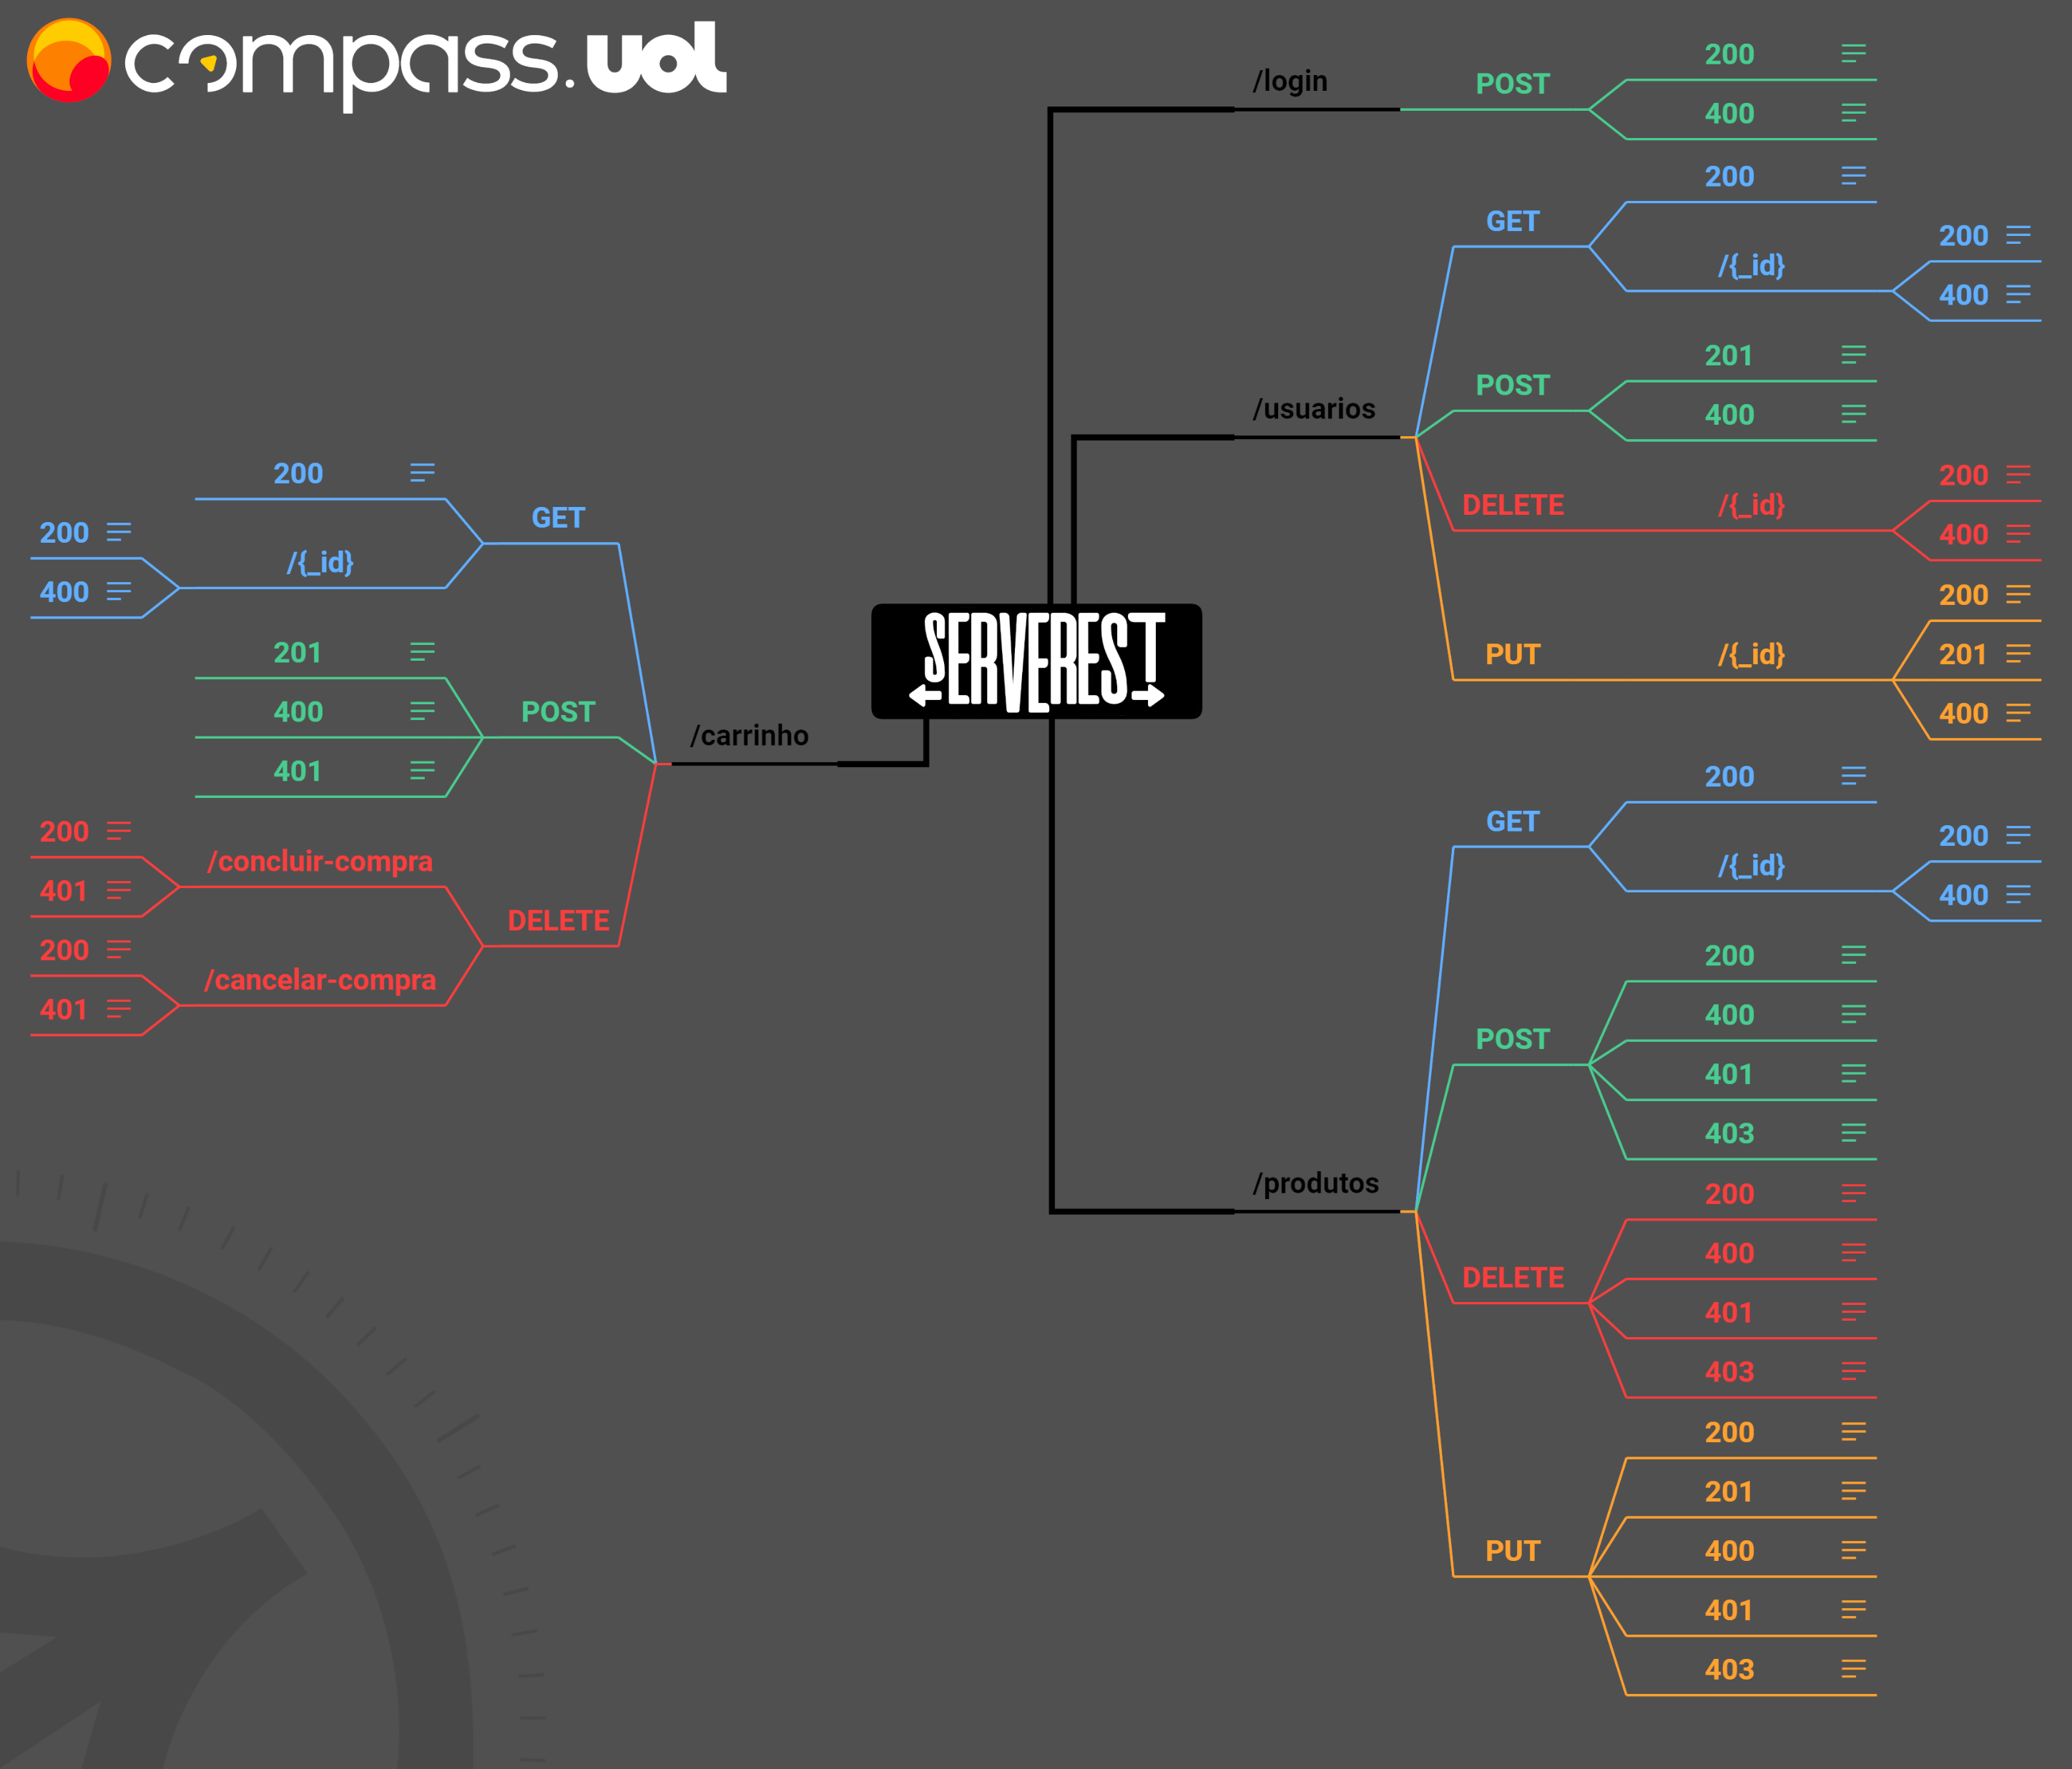 compass.uol
SERVEREST
/login
POST
200
400
/usuarios
GET
200
/{_id}
200
400
POST
201
400
DELETE
/{_id}
200
400
PUT
/{_id}
200
201
400
/carrinho
GET
200
/{_id}
200
400
POST
201
400
401
DELETE
/concluir-compra
200
401
/cancelar-compra
200
401
/produtos
GET
200
/{_id}
200
400
POST
200
400
401
403
DELETE
200
400
401
403
PUT
200
201
400
401
403